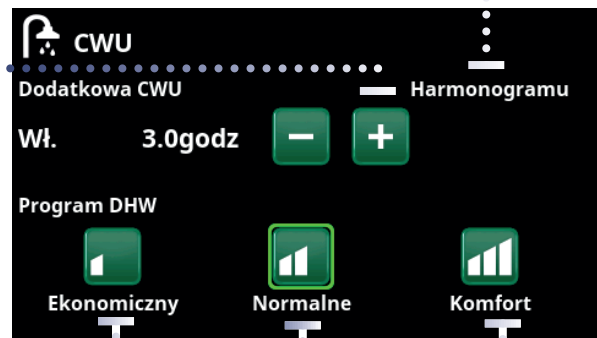 CWU
Dodatkowa CWU Harmonogramu
Wł. 3.0godz - +
Program DHW
Ekonomiczny Normalne Komfort